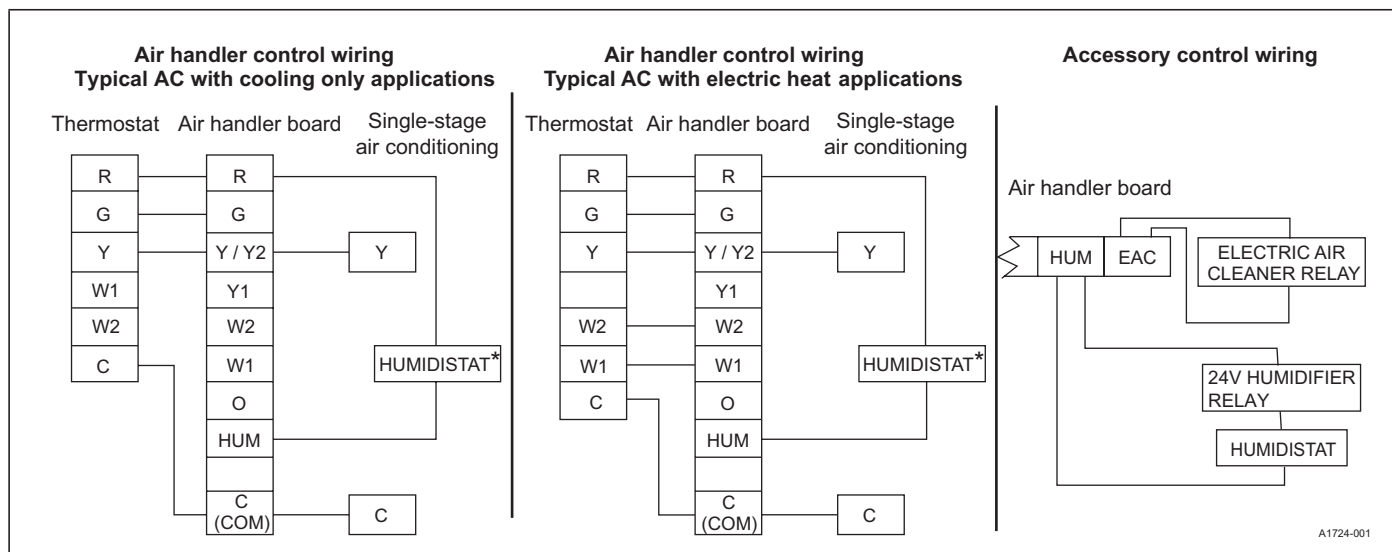 Air handler control wiring
Typical AC with cooling only applications
Thermostat
Air handler board
Single-stage
air conditioning
R
G
Y
W1
W2
C
R
G
Y / Y2
Y1
W2
W1
O
HUM
C
(COM)
Y
HUMIDISTAT*
C
Air handler control wiring
Typical AC with electric heat applications
Thermostat
Air handler board
Single-stage
air conditioning
R
G
Y
W2
W1
C
R
G
Y / Y2
Y1
W2
W1
O
HUM
C
(COM)
Y
HUMIDISTAT*
C
Accessory control wiring
Air handler board
HUM
EAC
ELECTRIC AIR
CLEANER RELAY
24V HUMIDIFIER
RELAY
HUMIDISTAT
A1724-001